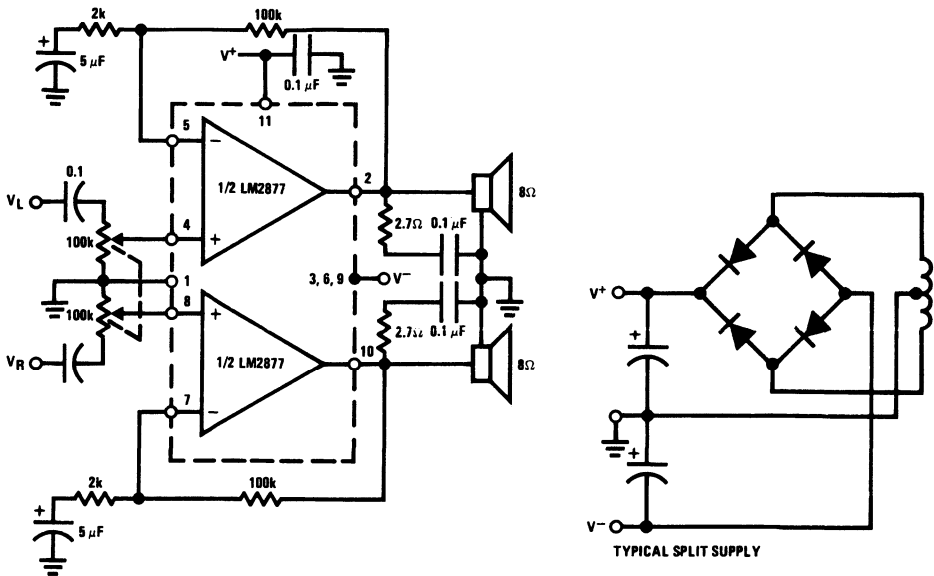 2k
100k
+
5 μF
V+
0.1 μF
11
5
−
1/2 LM2877
2
8Ω
0.1
VL
100k
4
+
2.7Ω
0.1 μF
1
3, 6, 9
V−
8
100k
+
2.7Ω
0.1 μF
VR
1/2 LM2877
10
8Ω
7
−
2k
100k
+
5 μF
V+
+
+
V−
TYPICAL SPLIT SUPPLY